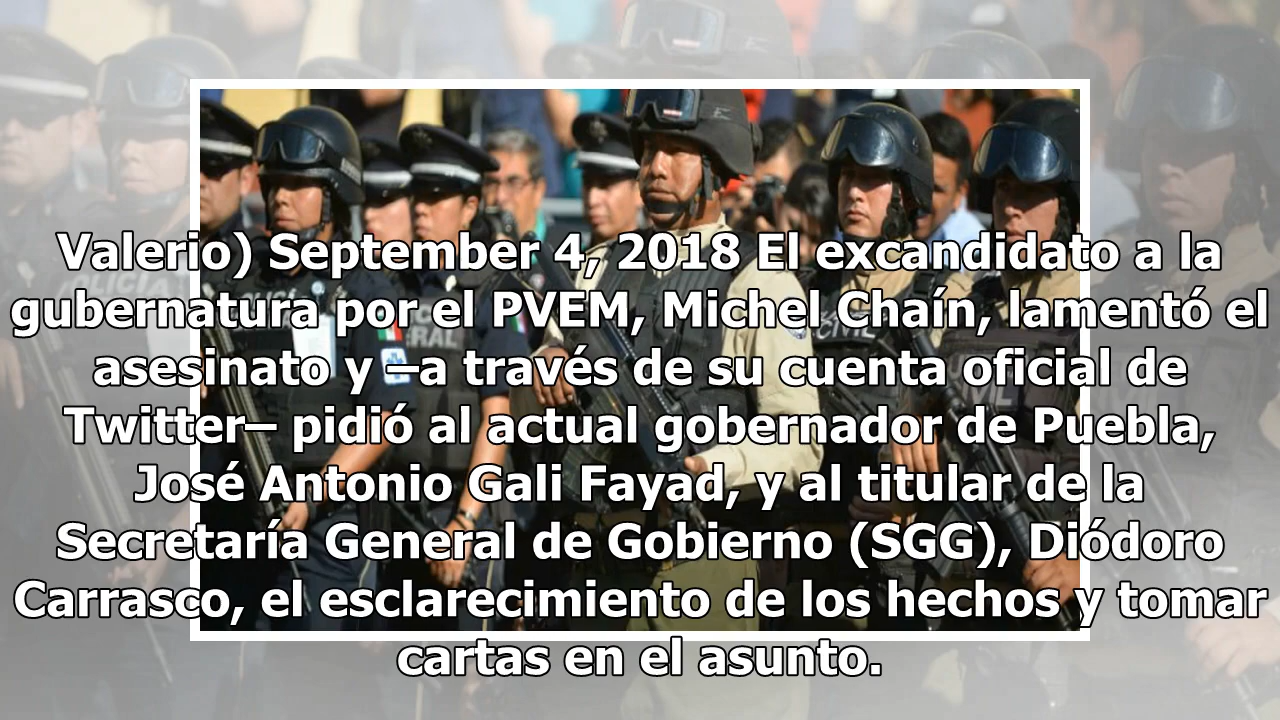 Valerio) September 4, 2018 El excandidato a la
gubernatura por el PVEM, Michel Chaín, lamentó el
asesinato y –a través de su cuenta oficial de
Twitter– pidió al actual gobernador de Puebla,
José Antonio Gali Fayad, y al titular de la
Secretaría General de Gobierno (SGG), Diódoro
Carrasco, el esclarecimiento de los hechos y tomar
cartas en el asunto.